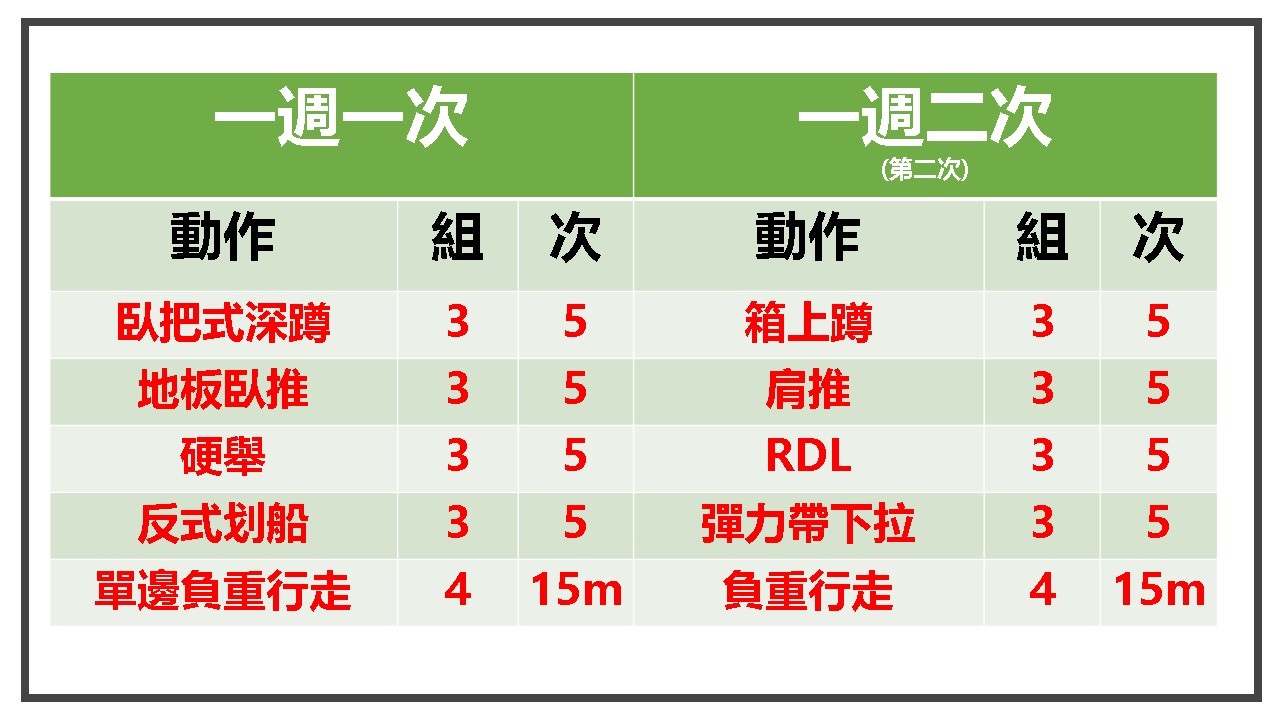 一週一次 一週二次
(第二次)
動作 組 次 動作 組 次
臥把式深蹲 3 5 箱上蹲 3 5
地板臥推 3 5 肩推 3 5
硬舉 3 5 RDL 3 5
反式划船 3 5 彈力帶下拉 3 5
單邊負重行走 4 15m 負重行走 4 15m